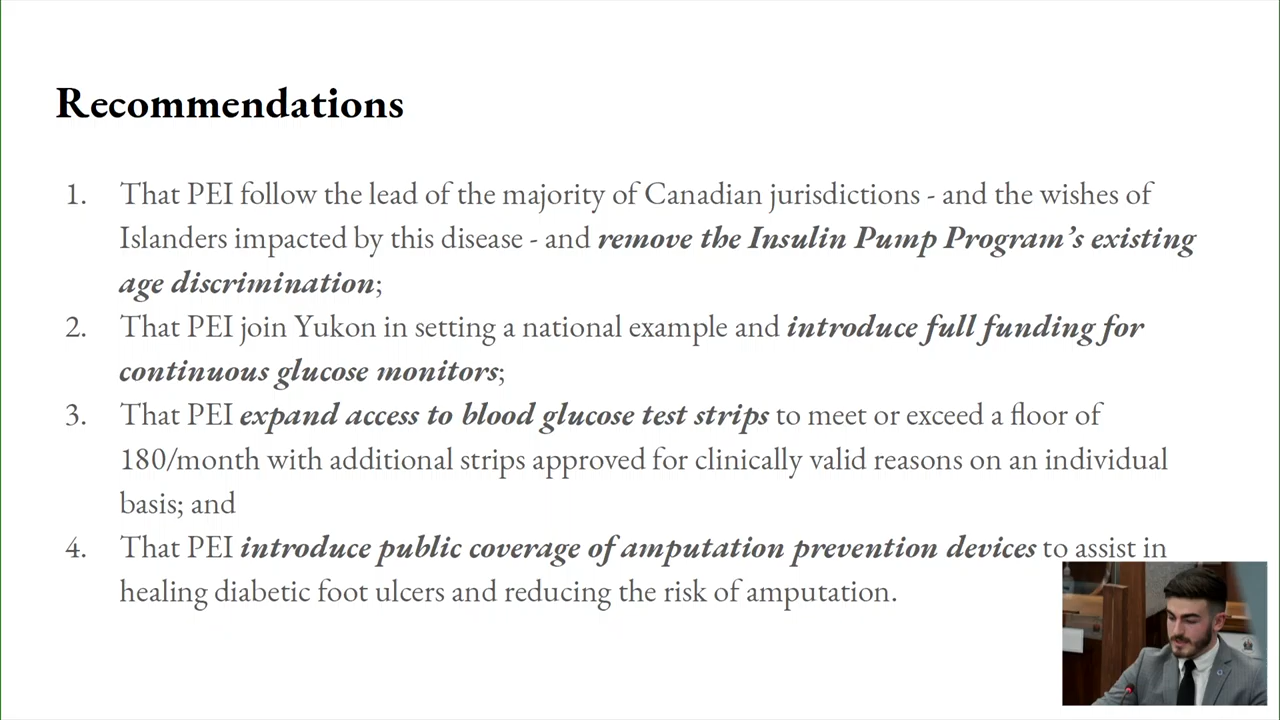 Recommendations
1. That PEI follow the lead of the majority of Canadian jurisdictions - and the wishes of
Islanders impacted by this disease - and remove the Insulin Pump Program's existing
age discrimination;
2. That PEI join Yukon in setting a national example and introduce full funding for
continuous glucose monitors;
3. That PEI expand access to blood glucose test strips to meet or exceed a floor of
180/month with additional strips approved for clinically valid reasons on an individual
basis; and
4. That PEI introduce public coverage of amputation prevention devices to assist in
healing diabetic foot ulcers and reducing the risk of amputation.